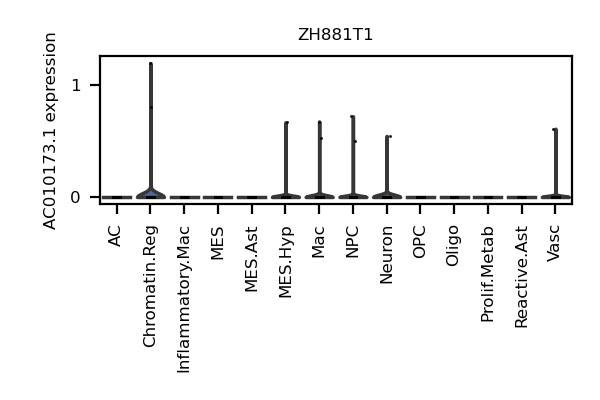 ZH881T1
AC010173.1 expression
1
0
AC
Chromatin.Reg
Inflammatory.Mac
MES
MES.Ast
MES.Hyp
Mac
NPC
Neuron
OPC
Oligo
Prolif.Metab
Reactive.Ast
Vasc